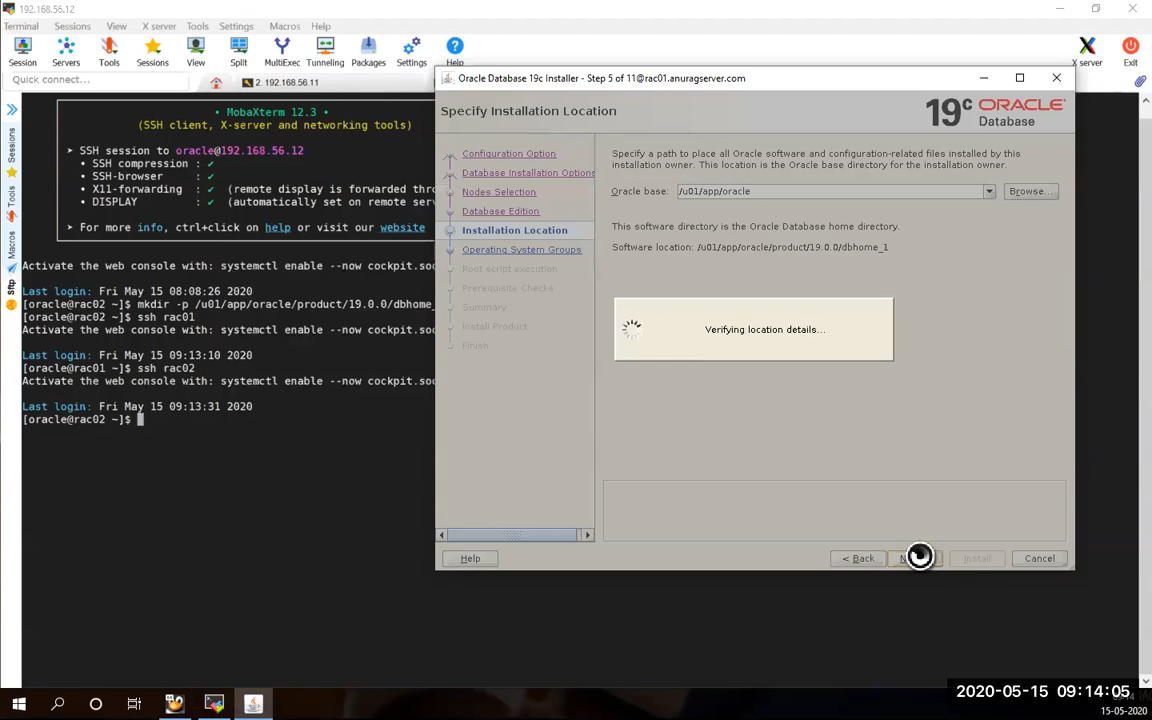 192.168.56.12
Terminal Sessions View X server Tools Settings Macros Help
Session Servers Tools Sessions View Split MultiExec Tunneling Packages Settings Help X server Exit
Quick connect...
2. 192.168.56.11
Sessions
Tools
Macros
Sftp
• MobaXterm 12.3 •
(SSH client, X-server and networking tools)
➤ SSH session to oracle@192.168.56.12
• SSH compression : ✔
• SSH-browser : ✔
• X11-forwarding : ✔ (remote display is forwarded thro
• DISPLAY : ✔ (automatically set on remote serv
➤ For more info, ctrl+click on help or visit our website
Activate the web console with: systemctl enable --now cockpit.soc
Last login: Fri May 15 08:08:26 2020
[oracle@rac02 ~]$ mkdir -p /u01/app/oracle/product/19.0.0/dbhome_
[oracle@rac02 ~]$ ssh rac01
Activate the web console with: systemctl enable --now cockpit.soc
Last login: Fri May 15 09:13:10 2020
[oracle@rac01 ~]$ ssh rac02
Activate the web console with: systemctl enable --now cockpit.soc
Last login: Fri May 15 09:13:31 2020
[oracle@rac02 ~]$
Oracle Database 19c Installer - Step 5 of 11@rac01.anuragserver.com
Specify Installation Location
19c ORACLE
Database
Configuration Option
Database Installation Options
Nodes Selection
Database Edition
Installation Location
Operating System Groups
Root script execution
Prerequisite Checks
Summary
Install Product
Finish
Specify a path to place all Oracle software and configuration-related files installed by this
installation owner. This location is the Oracle base directory for the installation owner.
Oracle base: /u01/app/oracle Browse...
This software directory is the Oracle Database home directory.
Software location: /u01/app/oracle/product/19.0.0/dbhome_1
Verifying location details...
Help < Back Install Cancel
2020-05-15 09:14:05
15-05-2020